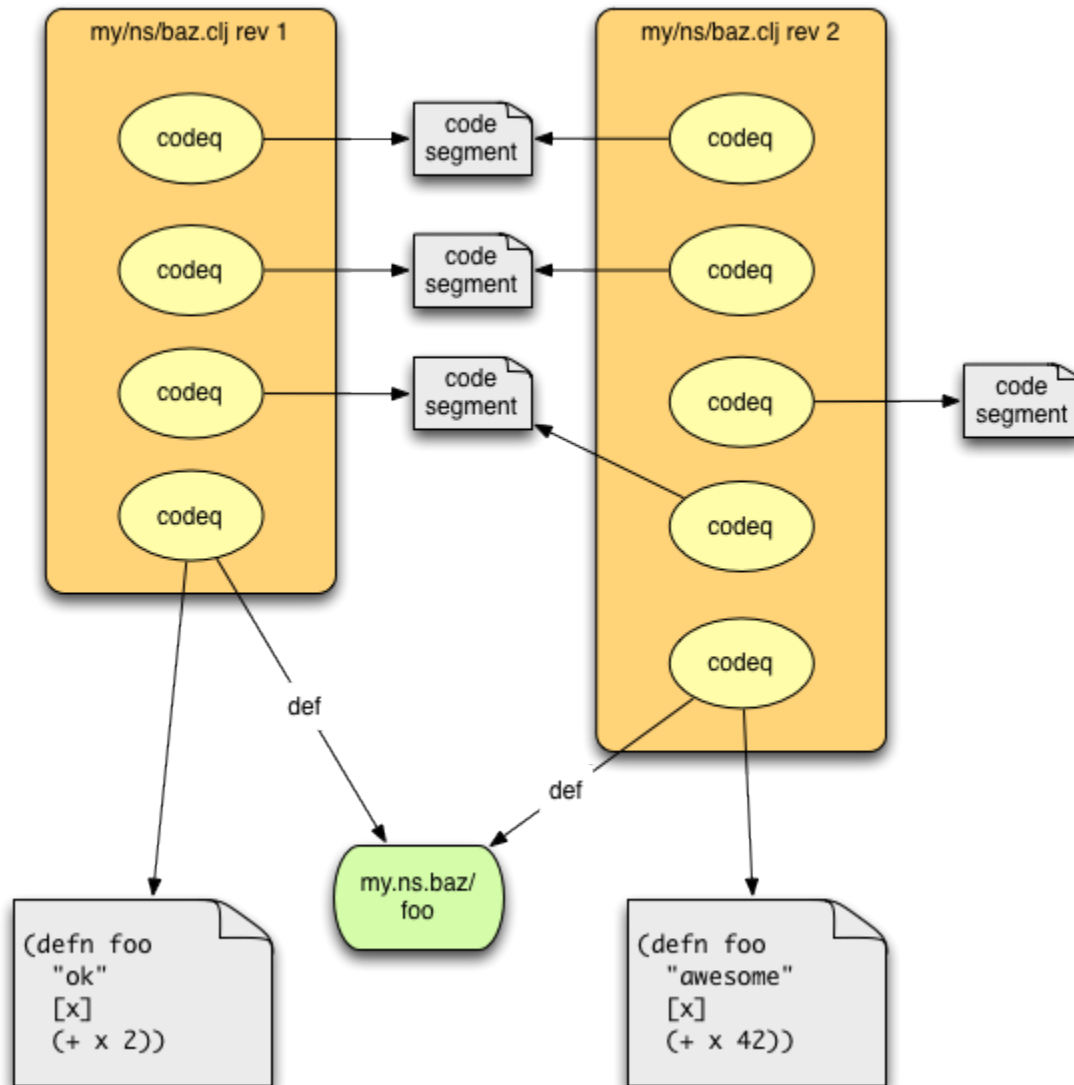 my/ns/baz.clj rev 1
my/ns/baz.clj rev 2
codeq
code
segment
codeq
codeq
code
segment
codeq
codeq
code
segment
codeq
code
segment
codeq
codeq
codeq
def
def
my.ns.baz/
foo
(defn foo
"ok"
[x]
(+ x 2))
(defn foo
"awesome"
[x]
(+ x 42))